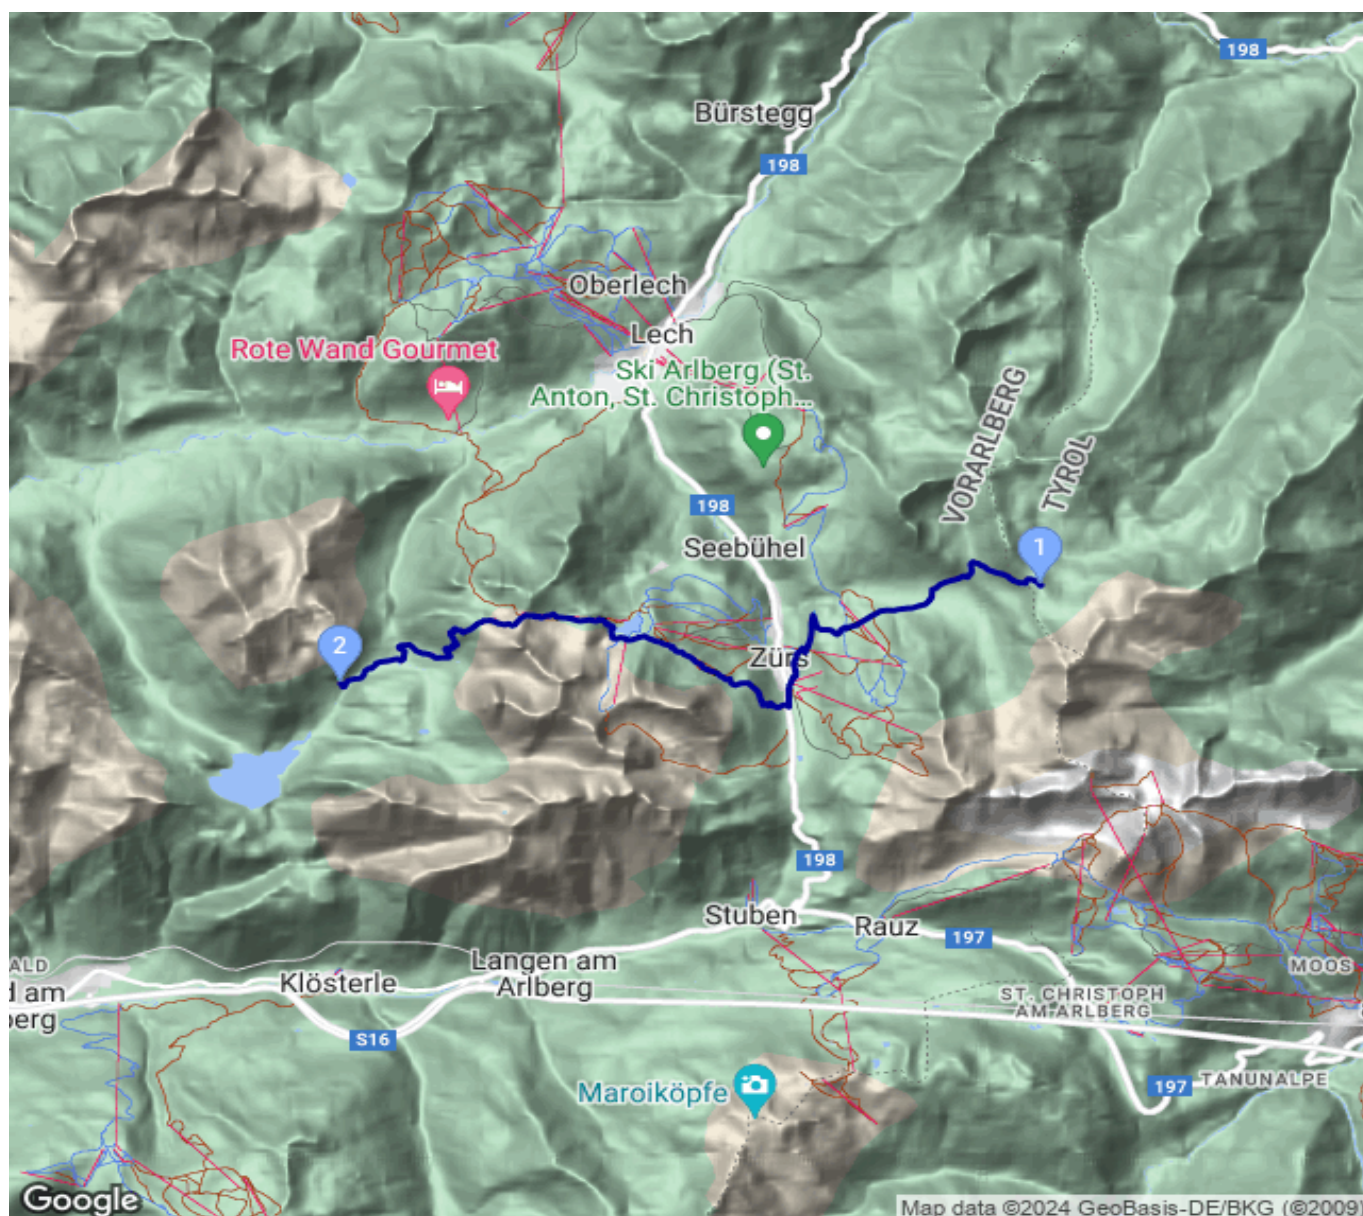 198
Bürstegg
198
Oberlech
Lech
Rote Wand Gourmet
Ski Arlberg (St.
Anton, St. Christoph...
VORARLBERG
TYROL
198
Seebühel
1
2
Zürs
198
Stuben
Rauz
197
ALD
d am
berg
Klösterle
Langen am
Arlberg
MOOS
ST. CHRISTOPH
AM ARLBERG
S16
Maroiköpfe
197
TANUNALPE
Google
Map data ©2024 GeoBasis-DE/BKG (©2009)